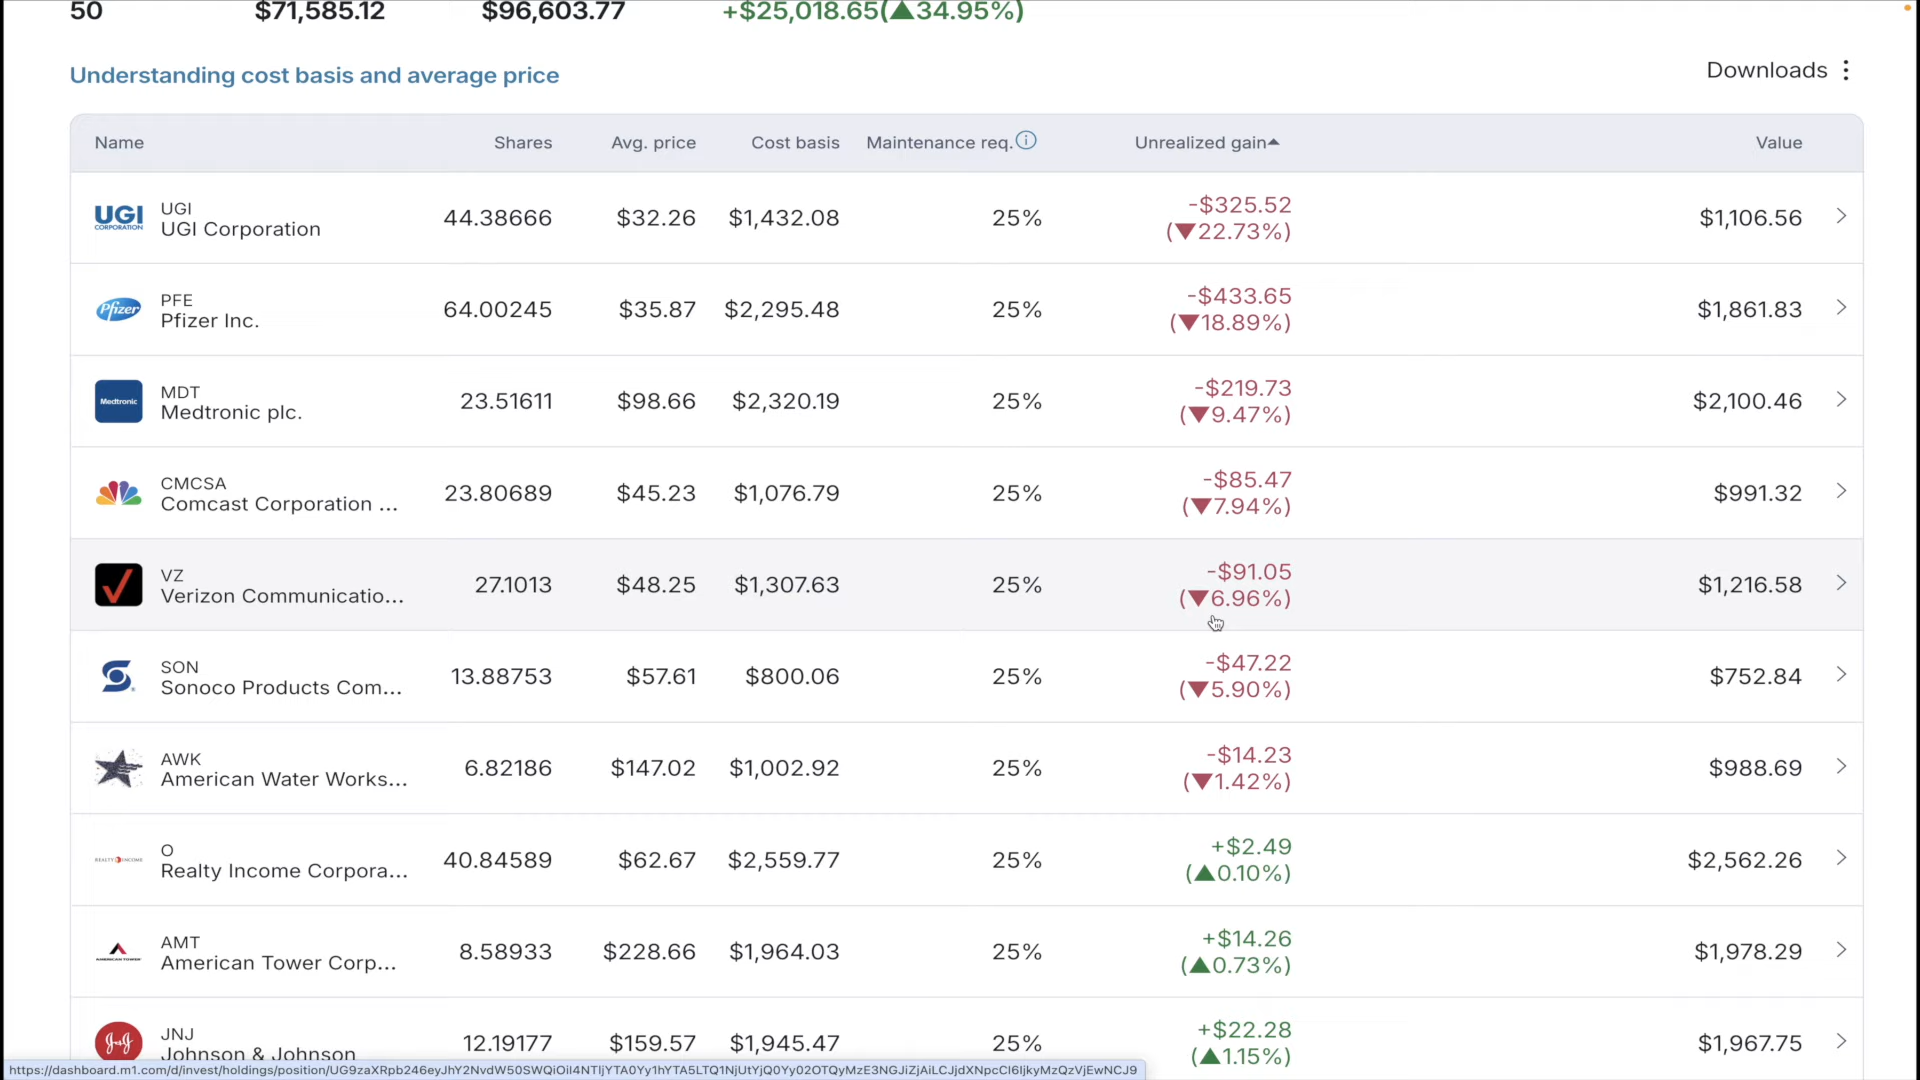 50 $71,585.12 $96,603.77 +$25,018.65(▲34.95%)
Understanding cost basis and average price
Downloads
Name Shares Avg. price Cost basis Maintenance req. Unrealized gain Value
UGI CORPORATION
UGI
UGI Corporation
44.38666 $32.26 $1,432.08 25%
-$325.52
(▼22.73%)
$1,106.56
Pfizer
PFE
Pfizer Inc.
64.00245 $35.87 $2,295.48 25%
-$433.65
(▼18.89%)
$1,861.83
Medtronic
MDT
Medtronic plc.
23.51611 $98.66 $2,320.19 25%
-$219.73
(▼9.47%)
$2,100.46
CMCSA
Comcast Corporation ...
23.80689 $45.23 $1,076.79 25%
-$85.47
(▼7.94%)
$991.32
VZ
Verizon Communicatio...
27.1013 $48.25 $1,307.63 25%
-$91.05
(▼6.96%)
$1,216.58
SON
Sonoco Products Com...
13.88753 $57.61 $800.06 25%
-$47.22
(▼5.90%)
$752.84
AWK
American Water Works...
6.82186 $147.02 $1,002.92 25%
-$14.23
(▼1.42%)
$988.69
REALTY INCOME
O
Realty Income Corpora...
40.84589 $62.67 $2,559.77 25%
+$2.49
(▲0.10%)
$2,562.26
AMERICAN TOWER
AMT
American Tower Corp...
8.58933 $228.66 $1,964.03 25%
+$14.26
(▲0.73%)
$1,978.29
JNJ
Johnson & Johnson
12.19177 $159.57 $1,945.47 25%
+$22.28
(▲1.15%)
$1,967.75